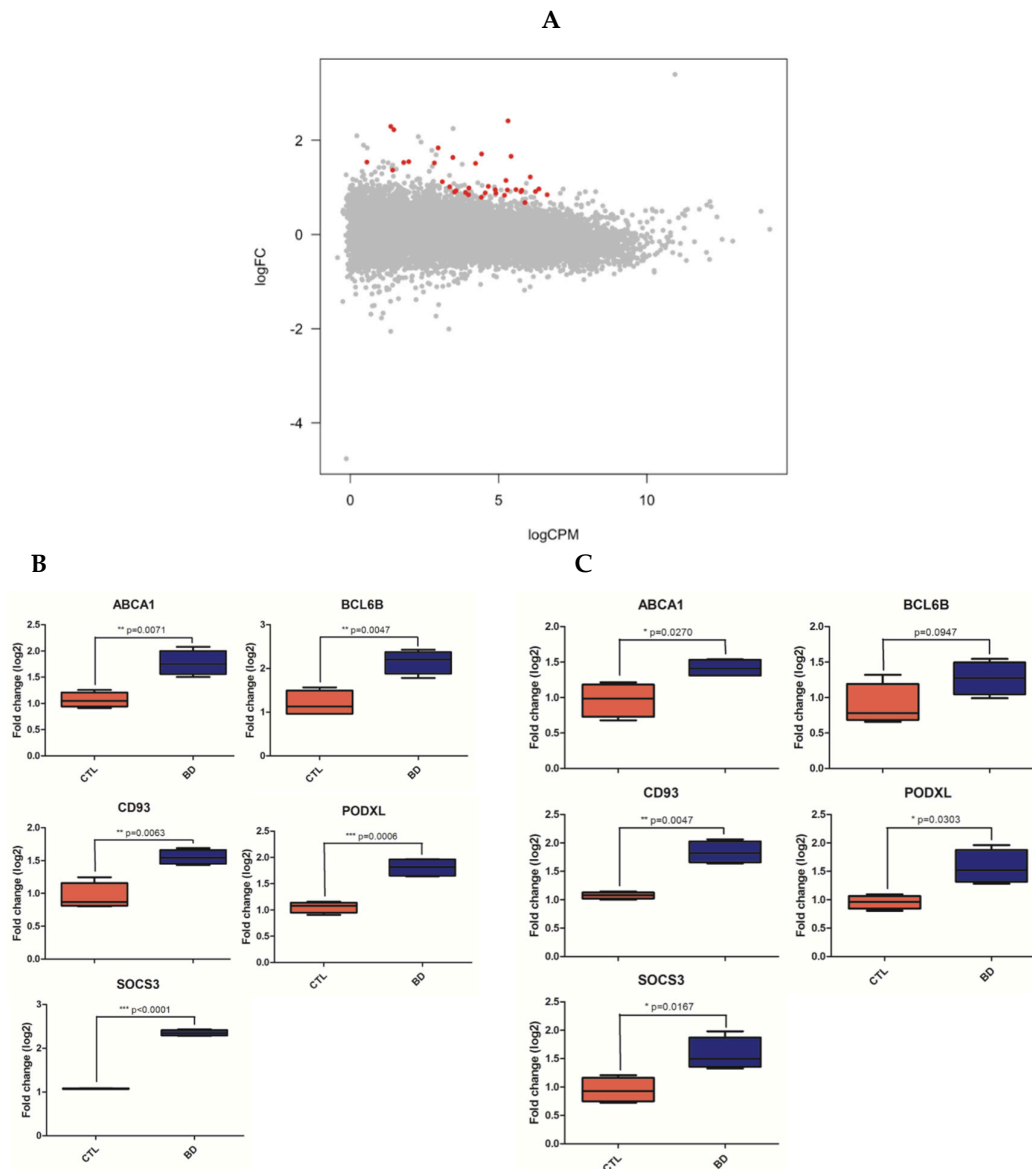 A
logFC
2
0
-2
-4
0
5
10
logCPM
B
ABCA1
Fold change (log2)
2.5
2.0
1.5
1.0
0.5
0.0
** p=0.0071
CTL
BD
BCL6B
Fold change (log2)
3
2
1
0
** p=0.0047
CTL
BD
CD93
Fold change (log2)
2.0
1.5
1.0
0.5
0.0
** p=0.0063
PODXL
Fold change (log2)
2.5
2.0
1.5
1.0
0.5
0.0
*** p=0.0006
CTL
BD
SOCS3
Fold change (log2)
3
2
1
0
*** p<0.0001
CTL
BD
C
ABCA1
Fold change (log2)
2.0
1.5
1.0
0.5
0.0
* p=0.0270
BCL6B
Fold change (log2)
2.0
1.5
1.0
0.5
0.0
p=0.0947
CD93
Fold change (log2)
2.5
2.0
1.5
1.0
0.5
0.0
** p=0.0047
PODXL
Fold change (log2)
2.5
2.0
1.5
1.0
0.5
0.0
* p=0.0303
CTL
BD
SOCS3
Fold change (log2)
2.5
2.0
1.5
1.0
0.5
0.0
* p=0.0167
CTL
BD